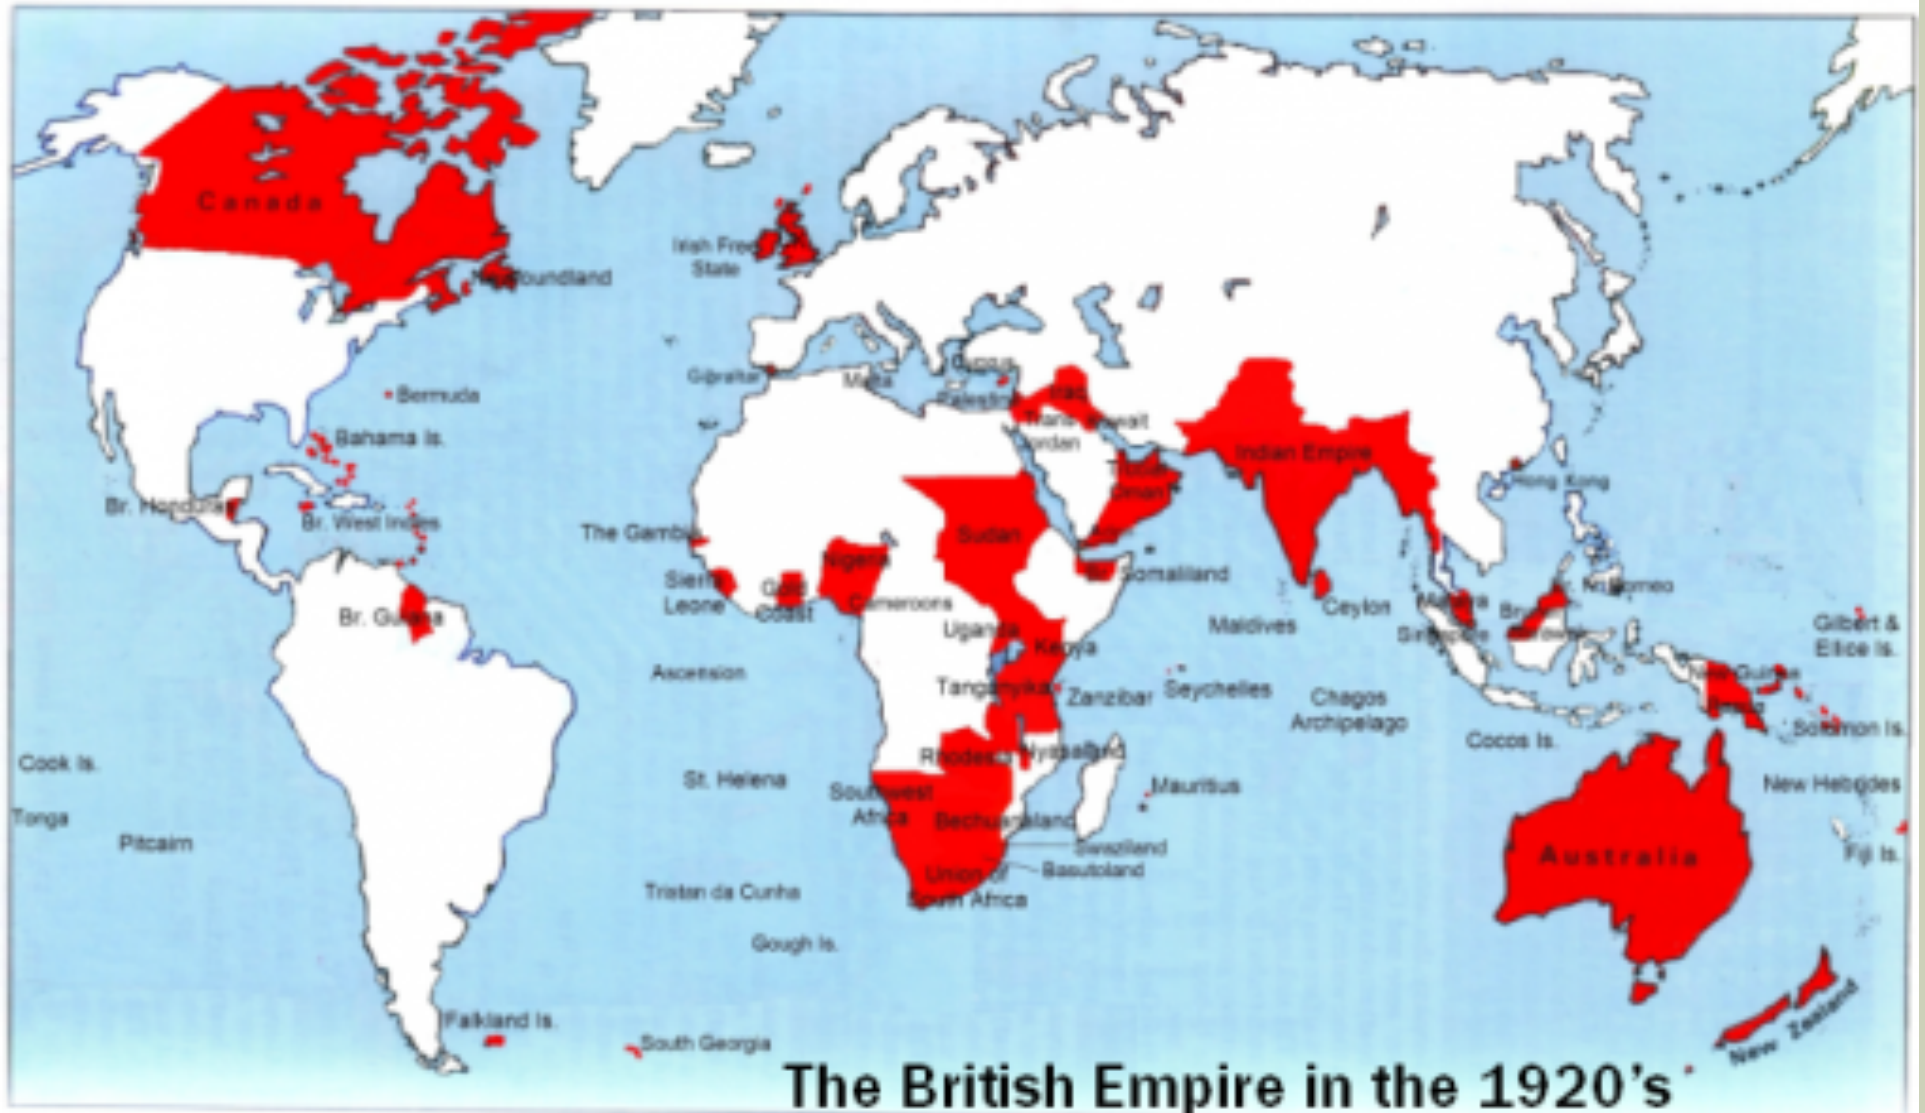 Canada
Irish Free
State
Newfoundland
Gibraltar
Malta
Cyprus
Palestine
Iraq
Trans
Jordan
Kuwait
Bermuda
Bahama Is.
Indian Empire
Oman
Hong Kong
Br. Honduras
Br. West Indies
The Gambia
Sudan
Nigeria
Sierra
Leone
Gold
Coast
Cameroons
Br. Somaliland
Br. Guiana
Uganda
Kenya
Maldives
Ceylon
Malaya
Singapore
Gilbert &
Ellice Is.
Ascension
Tanganyika
Zanzibar
Seychelles
Chagos
Archipelago
New Guinea
Solomon Is.
Cocos Is.
Cook Is.
Rhodesia
Nyasaland
St. Helena
Southwest
Africa
Mauritius
New Hebrides
Tonga
Pitcairn
Bechuanaland
Swaziland
Basutoland
Australia
Fiji Is.
Union of
South Africa
Tristan da Cunha
Gough Is.
Falkland Is.
South Georgia
New Zealand
The British Empire in the 1920's